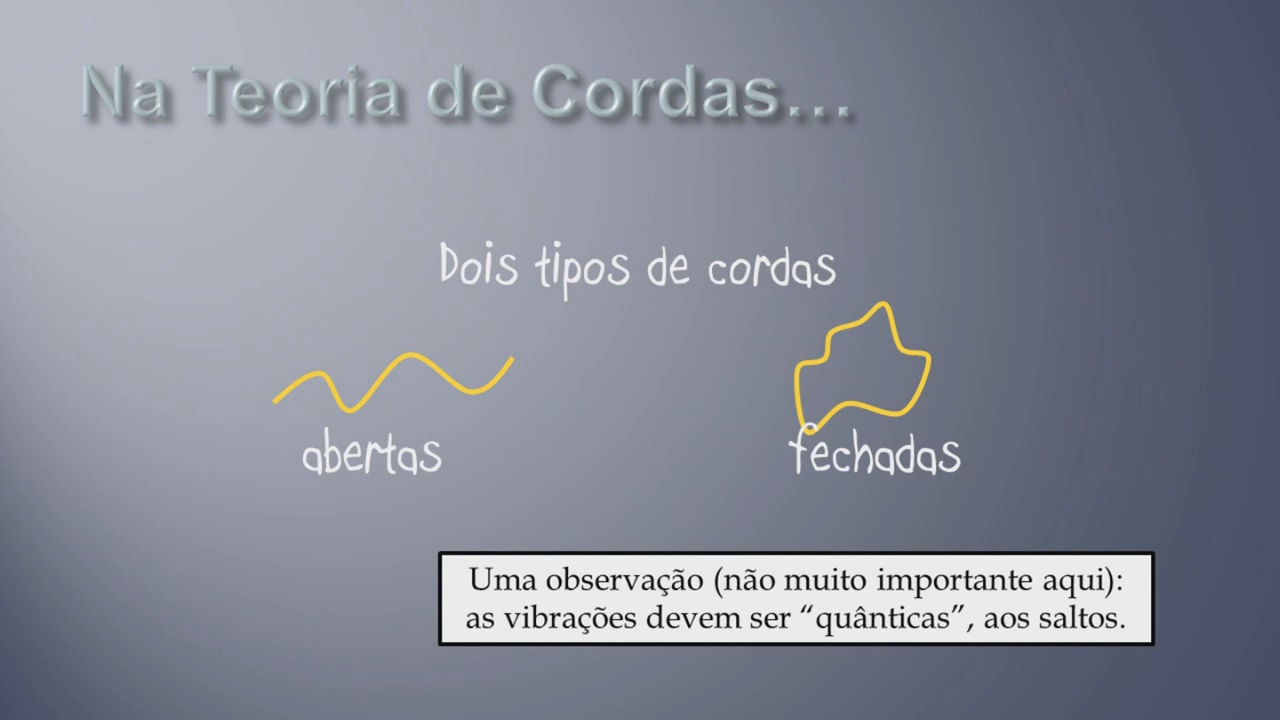 Na Teoria de Cordas...
Dois tipos de cordas
abertas
fechadas
Uma observação (não muito importante aqui):
as vibrações devem ser “quânticas”, aos saltos.